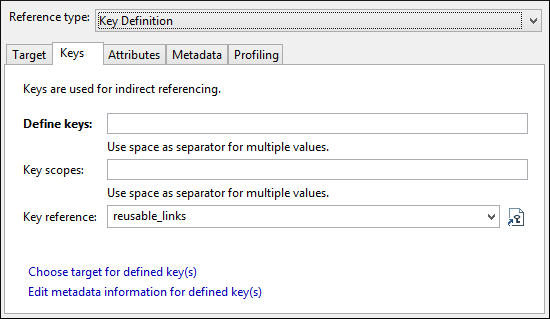 Reference type: Key Definition
Target Keys Attributes Metadata Profiling
Keys are used for indirect referencing.
Define keys:
Use space as separator for multiple values.
Key scopes:
Use space as separator for multiple values.
Key reference: reusable_links
Choose target for defined key(s)
Edit metadata information for defined key(s)